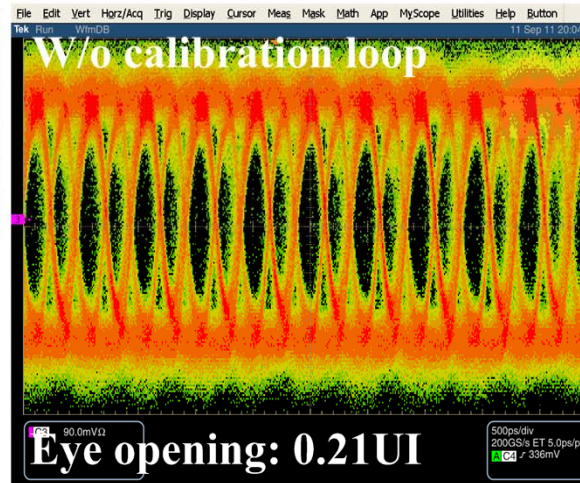 File Edit Vert Horz/Acq Trig Display Cursor Meas Mask Math App MyScope Utilities Help Button
Tek Run WfmDB 11 Sep 11 20:04
W/o calibration loop
3
C3 90.0mVΩ
500ps/div
200GS/s ET 5.0ps/p
A C4 336mV
Eye opening: 0.21UI